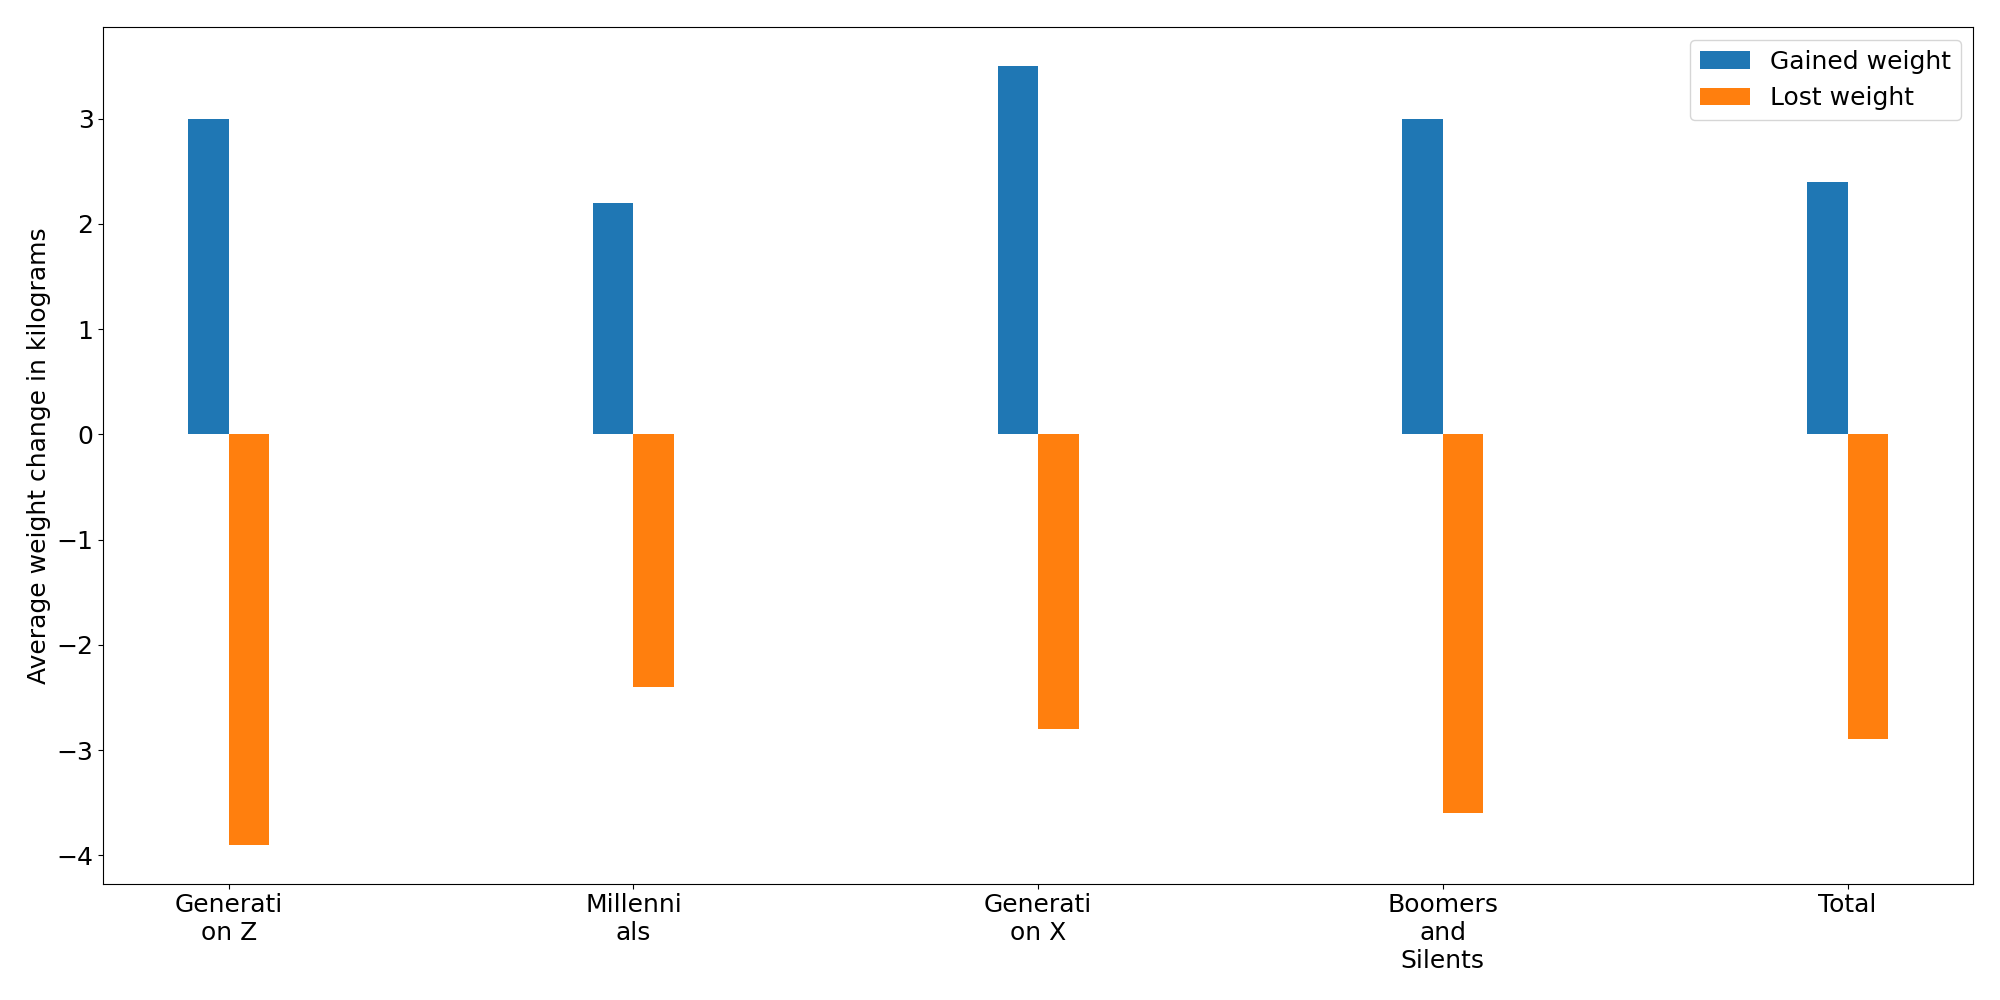 Gained weight
Lost weight
3
2
1
0
−1
−2
−3
−4
Average weight change in kilograms
Generati
on Z
Millenni
als
Generati
on X
Boomers
and
Silents
Total